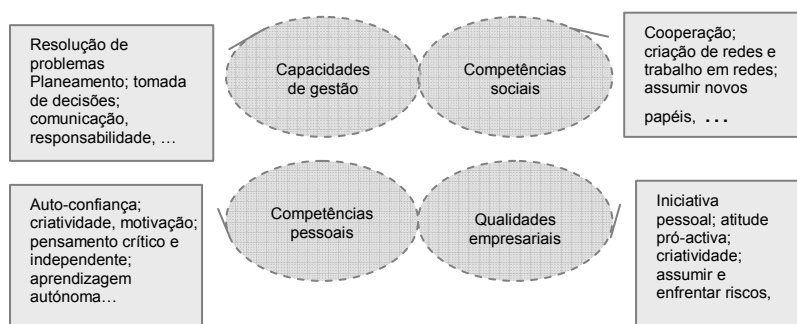 Resolução de
problemas
Planeamento; tomada
de decisões;
comunicação,
responsabilidade, …
Capacidades
de gestão
Competências
sociais
Cooperação;
criação de redes e
trabalho em redes;
assumir novos
papéis, ...
Auto-confiança;
criatividade, motivação;
pensamento crítico e
independente;
aprendizagem
autónoma…
Competências
pessoais
Qualidades
empresariais
Iniciativa
pessoal; atitude
pró-activa;
criatividade;
assumir e
enfrentar riscos,